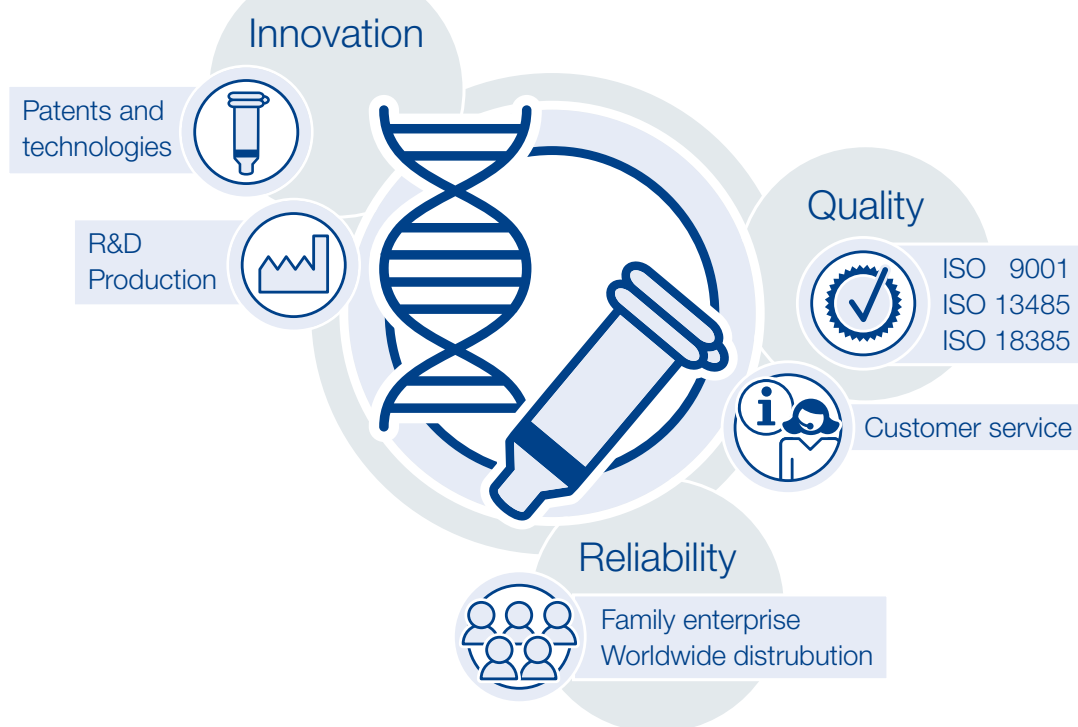 Innovation
Patents and
technologies
R&D
Production
Quality
ISO 9001
ISO 13485
ISO 18385
i
Customer service
Reliability
Family enterprise
Worldwide distrubution